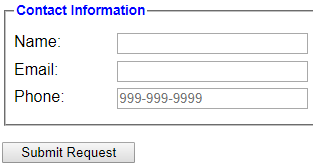 Contact Information
Name:
Email:
Phone: 999-999-9999
Submit Request